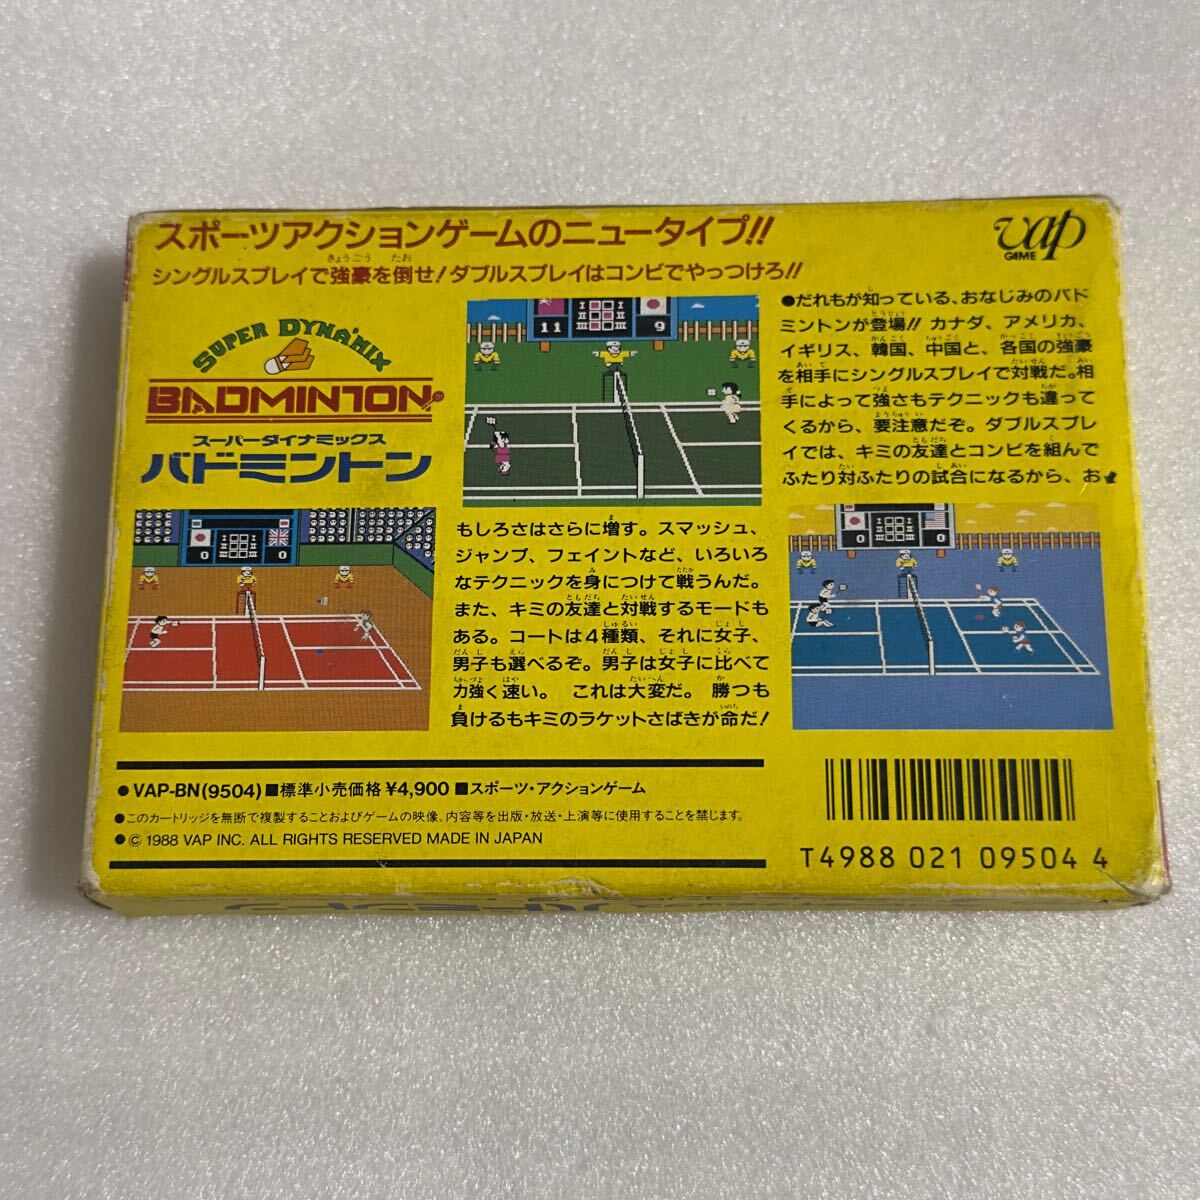 スポーツアクションゲームのニュータイプ!!
vap
GAME
シングルスプレイで強豪を倒せ!ダブルスプレイはコンビでやっつけろ!!
SUPER DYNA'MIX
BADMINTON
スーパーダイナミックス
バドミントン
11 I II III 9
●だれもが知っている、おなじみのバド
ミントンが登場!! カナダ、アメリカ、
イギリス、韓国、中国と、各国の強豪
を相手にシングルスプレイで対戦だ。相
手によって強さもテクニックも違って
くるから、要注意だぞ。ダブルスプレ
イでは、キミの友達とコンビを組んで
ふたり対ふたりの試合になるから、お
もしろさはさらに増す。スマッシュ、
ジャンプ、フェイントなど、いろいろ
なテクニックを身につけて戦うんだ。
また、キミの友達と対戦するモードも
ある。コートは4種類、それに女子、
男子も選べるぞ。男子は女子に比べて
力強く速い。 これは大変だ。 勝つも
負けるもキミのラケットさばきが命だ!
0 0
0 0
●VAP-BN(9504)■標準小売価格 ¥4,900 ■スポーツ・アクションゲーム
●このカートリッジを無断で複製することおよびゲームの映像、内容等を出版・放送・上演等に使用することを禁じます。
●© 1988 VAP INC. ALL RIGHTS RESERVED MADE IN JAPAN
T4988 021 09504 4
バドミントン